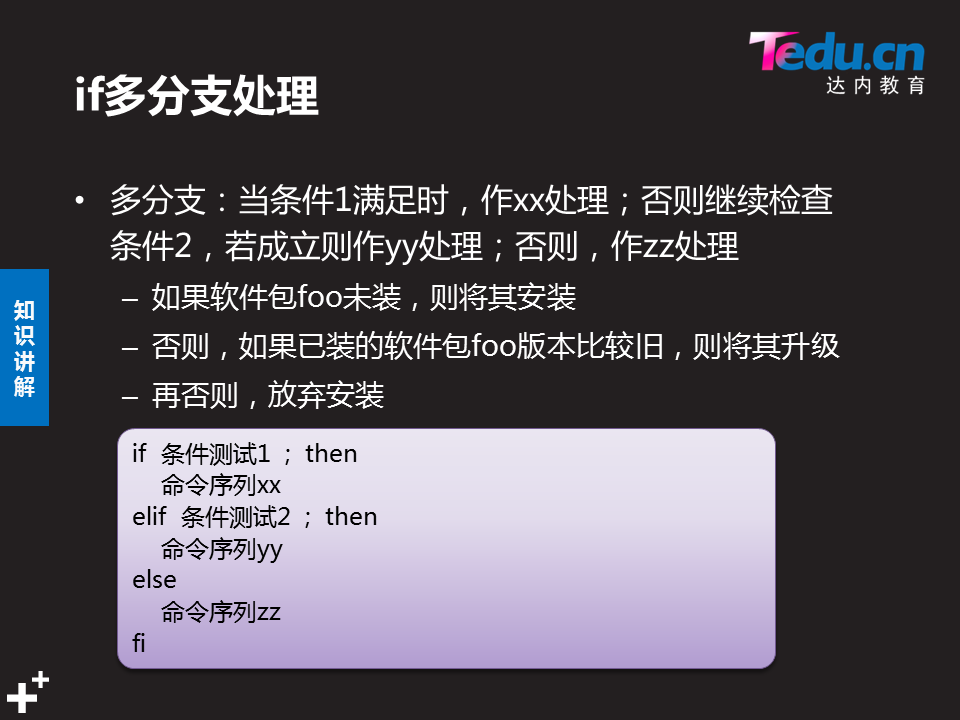 Tedu.cn
达内教育
if多分支处理
• 多分支：当条件1满足时，作xx处理；否则继续检查
条件2，若成立则作yy处理；否则，作zz处理
– 如果软件包foo未装，则将其安装
– 否则，如果已装的软件包foo版本比较旧，则将其升级
– 再否则，放弃安装
知识讲解
if 条件测试1 ; then
命令序列xx
elif 条件测试2 ; then
命令序列yy
else
命令序列zz
fi